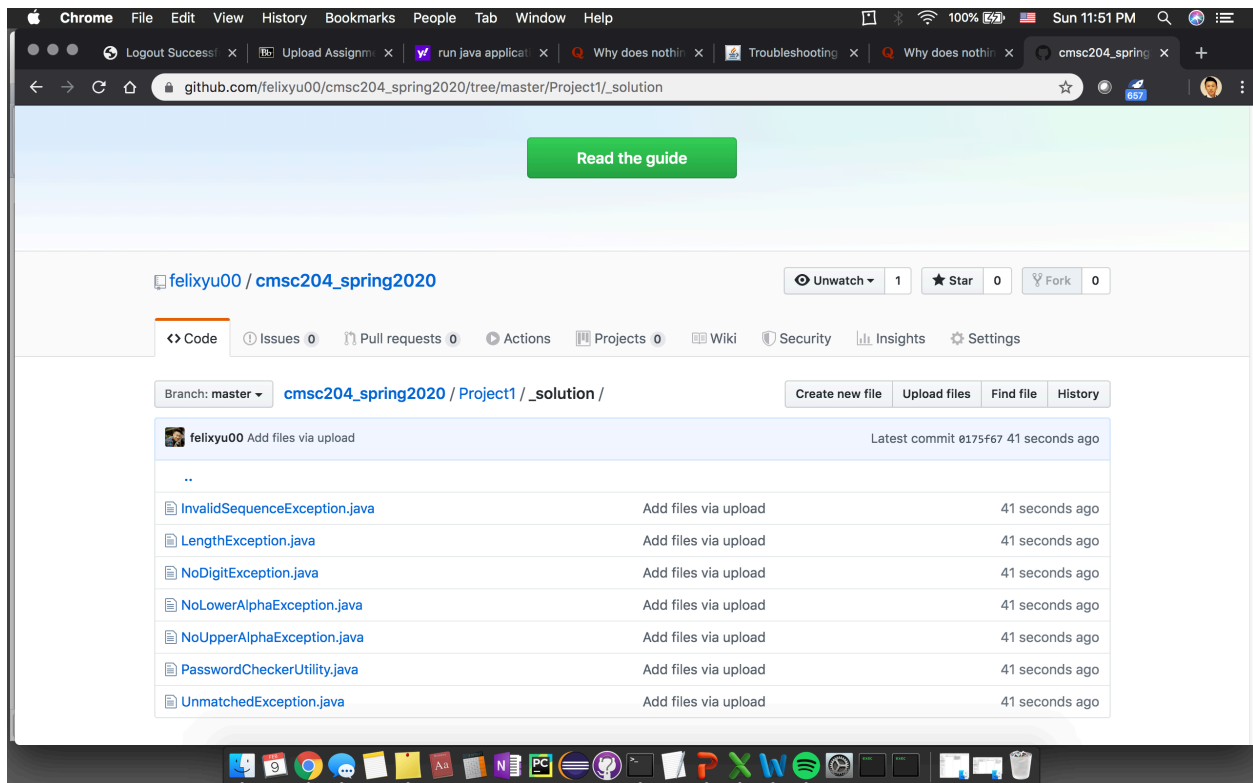 Chrome File Edit View History Bookmarks People Tab Window Help 100% Sun 11:51 PM
Logout Successf Bb Upload Assignme y! run java applicati Q Why does nothin Troubleshooting Q Why does nothin cmsc204_spring
github.com/felixyu00/cmsc204_spring2020/tree/master/Project1/_solution 657
Read the guide
felixyu00 / cmsc204_spring2020 Unwatch 1 Star 0 Fork 0
<> Code Issues 0 Pull requests 0 Actions Projects 0 Wiki Security Insights Settings
Branch: master cmsc204_spring2020 / Project1 / _solution / Create new file Upload files Find file History
felixyu00 Add files via upload Latest commit 0175f67 41 seconds ago
..
InvalidSequenceException.java Add files via upload 41 seconds ago
LengthException.java Add files via upload 41 seconds ago
NoDigitException.java Add files via upload 41 seconds ago
NoLowerAlphaException.java Add files via upload 41 seconds ago
NoUpperAlphaException.java Add files via upload 41 seconds ago
PasswordCheckerUtility.java Add files via upload 41 seconds ago
UnmatchedException.java Add files via upload 41 seconds ago
FEB 9 Aa N PC P X W